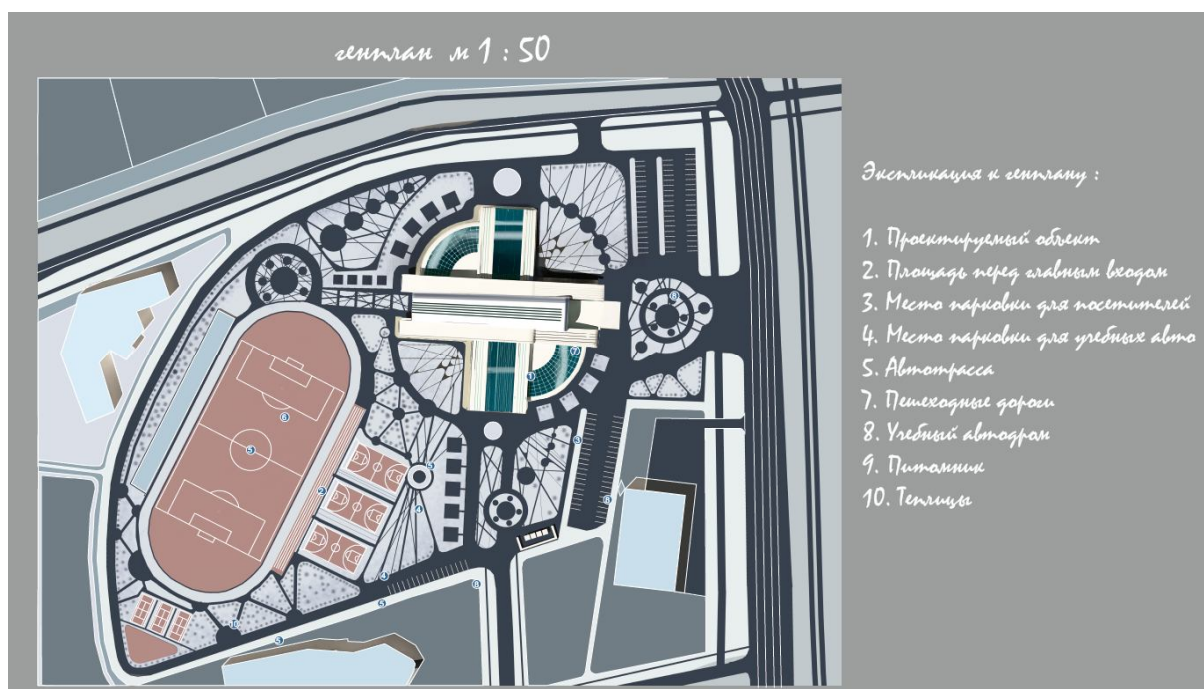 генплан м 1 : 50
Экспликация к генплану :
1. Проектируемый объект
2. Площадь перед главным входом
3. Место парковки для посетителей
4. Место парковки для учебных авто
5. Автотрасса
7. Пешеходные дороги
8. Учебный автодром
9. Питомник
10. Теплицы